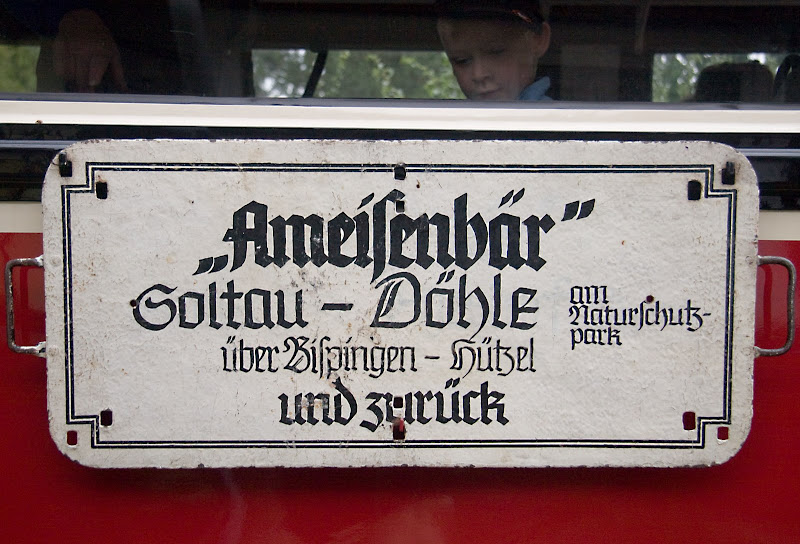 „Ameiſenbär“
Soltau – Döhle
am
Naturſchutz-
park
über Biſpingen – Hützel
und zurück